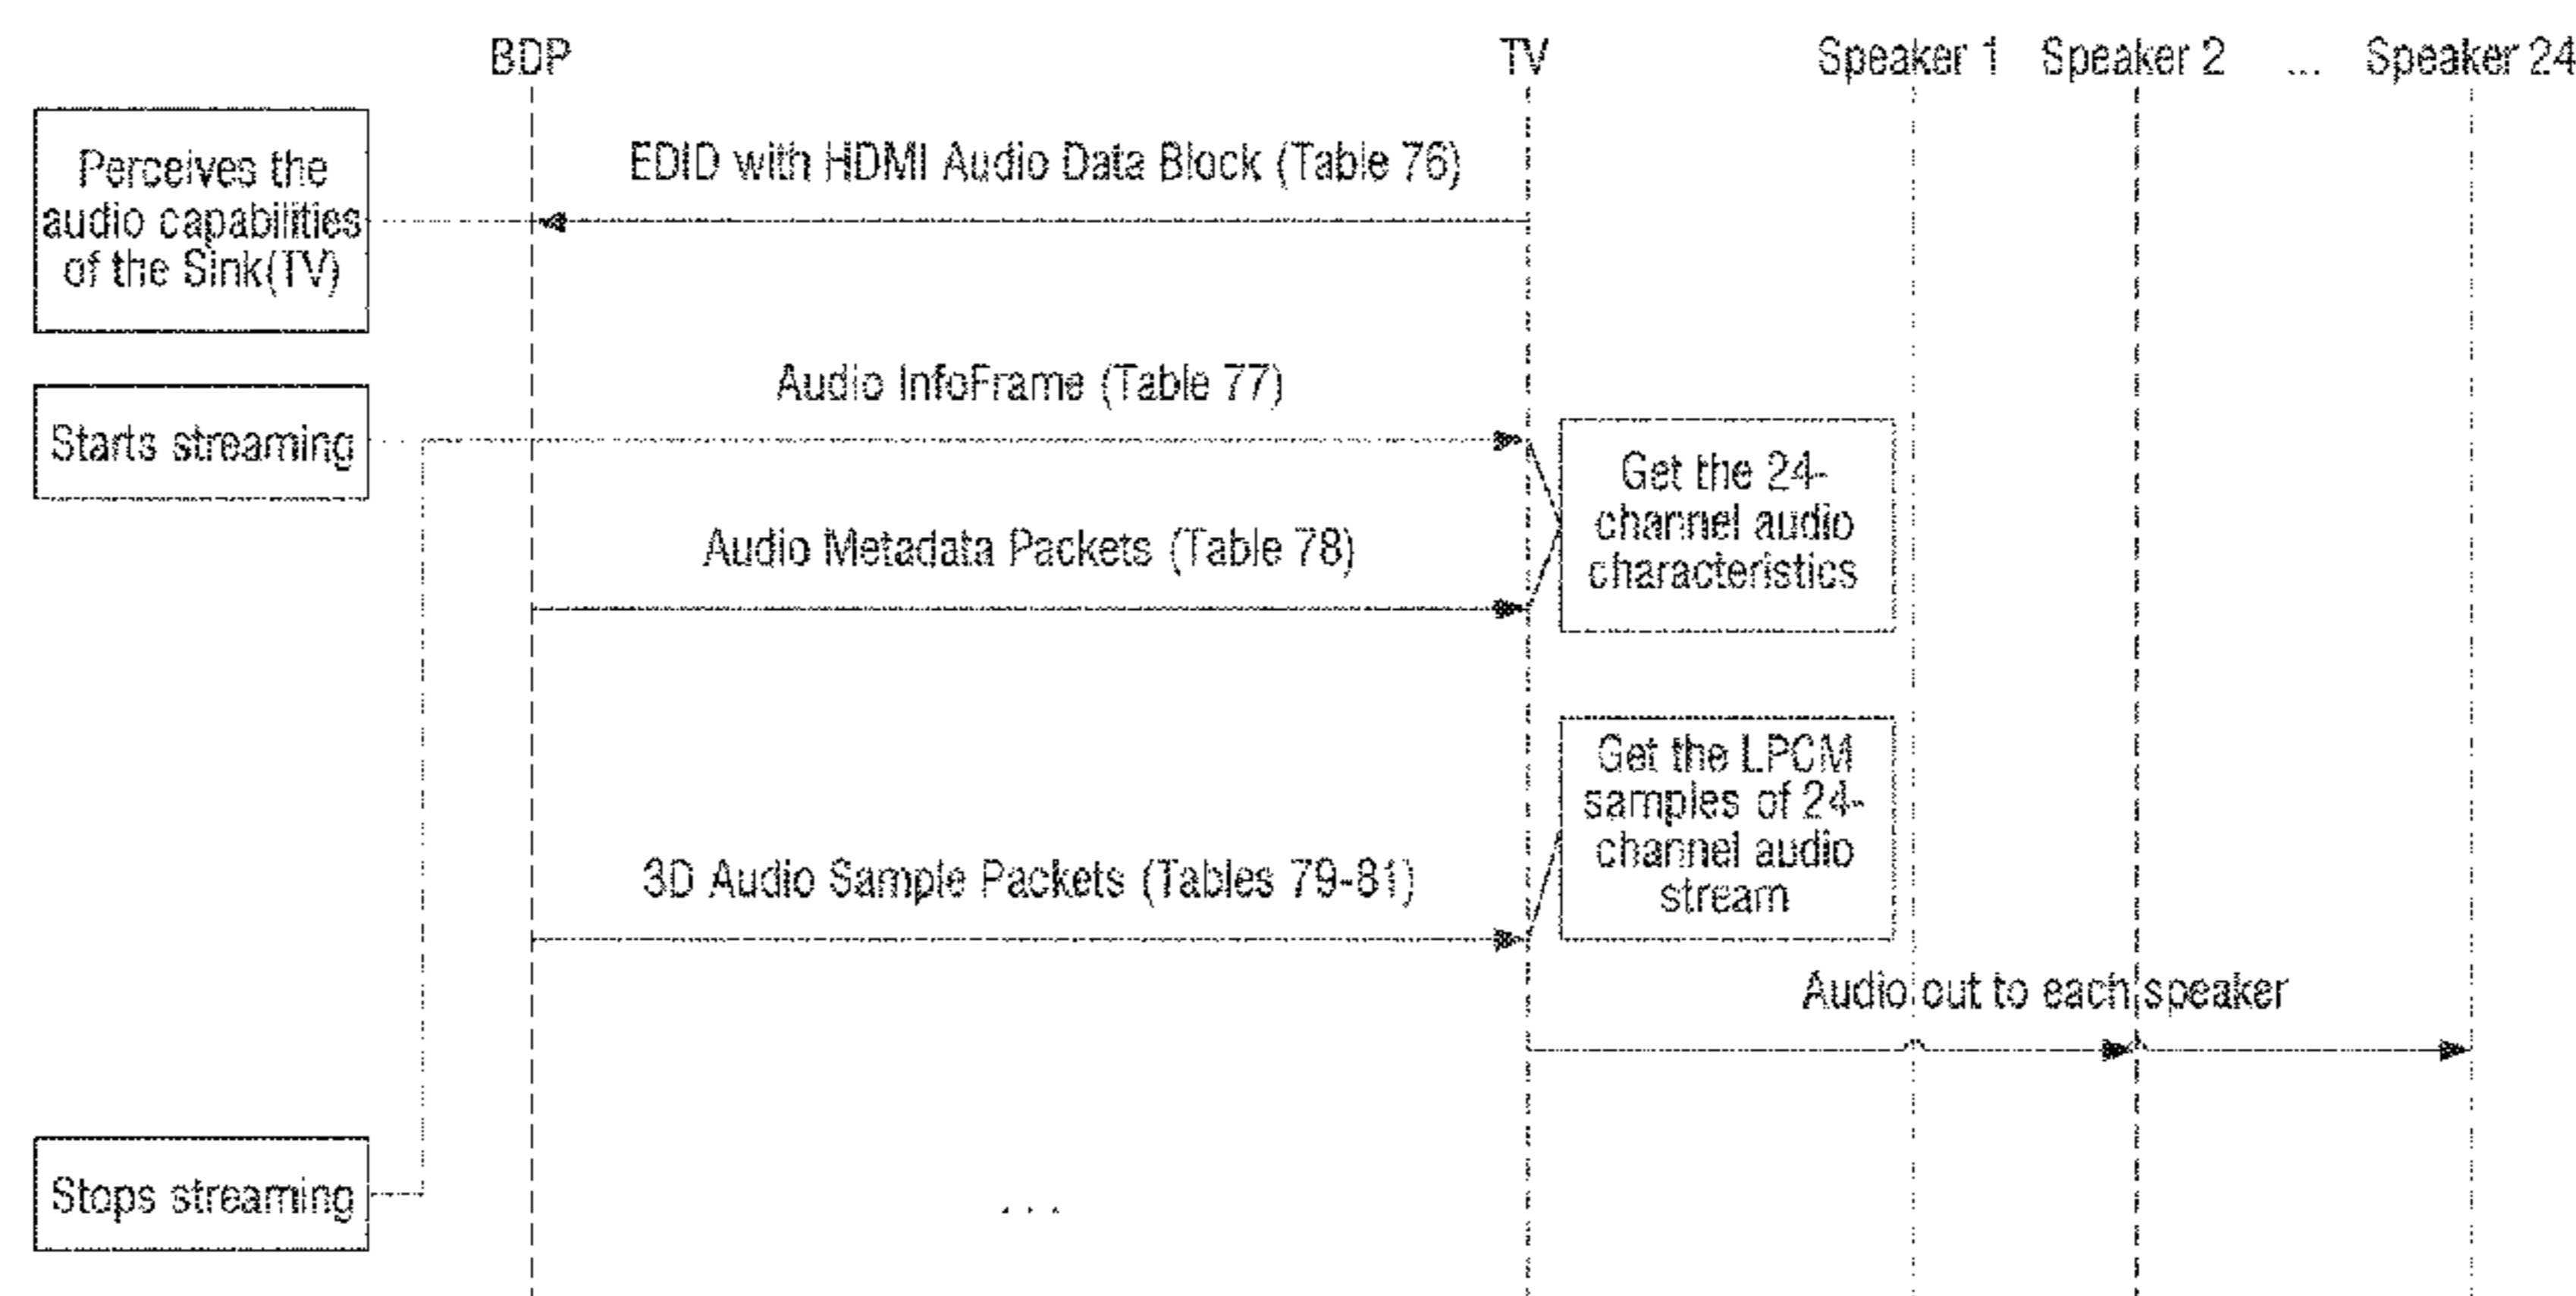 BDP TV Speaker 1 Speaker 2 ... Speaker 24
Perceives the
audio capabilities
of the Sink(TV)
EDID with HDMI Audio Data Block (Table 76)
Audio InfoFrame (Table 77)
Starts streaming
Get the 24-
channel audio
characteristics
Audio Metadata Packets (Table 78)
Get the LPCM
samples of 24-
channel audio
stream
3D Audio Sample Packets (Tables 79-81)
Audio out to each speaker
Stops streaming
...